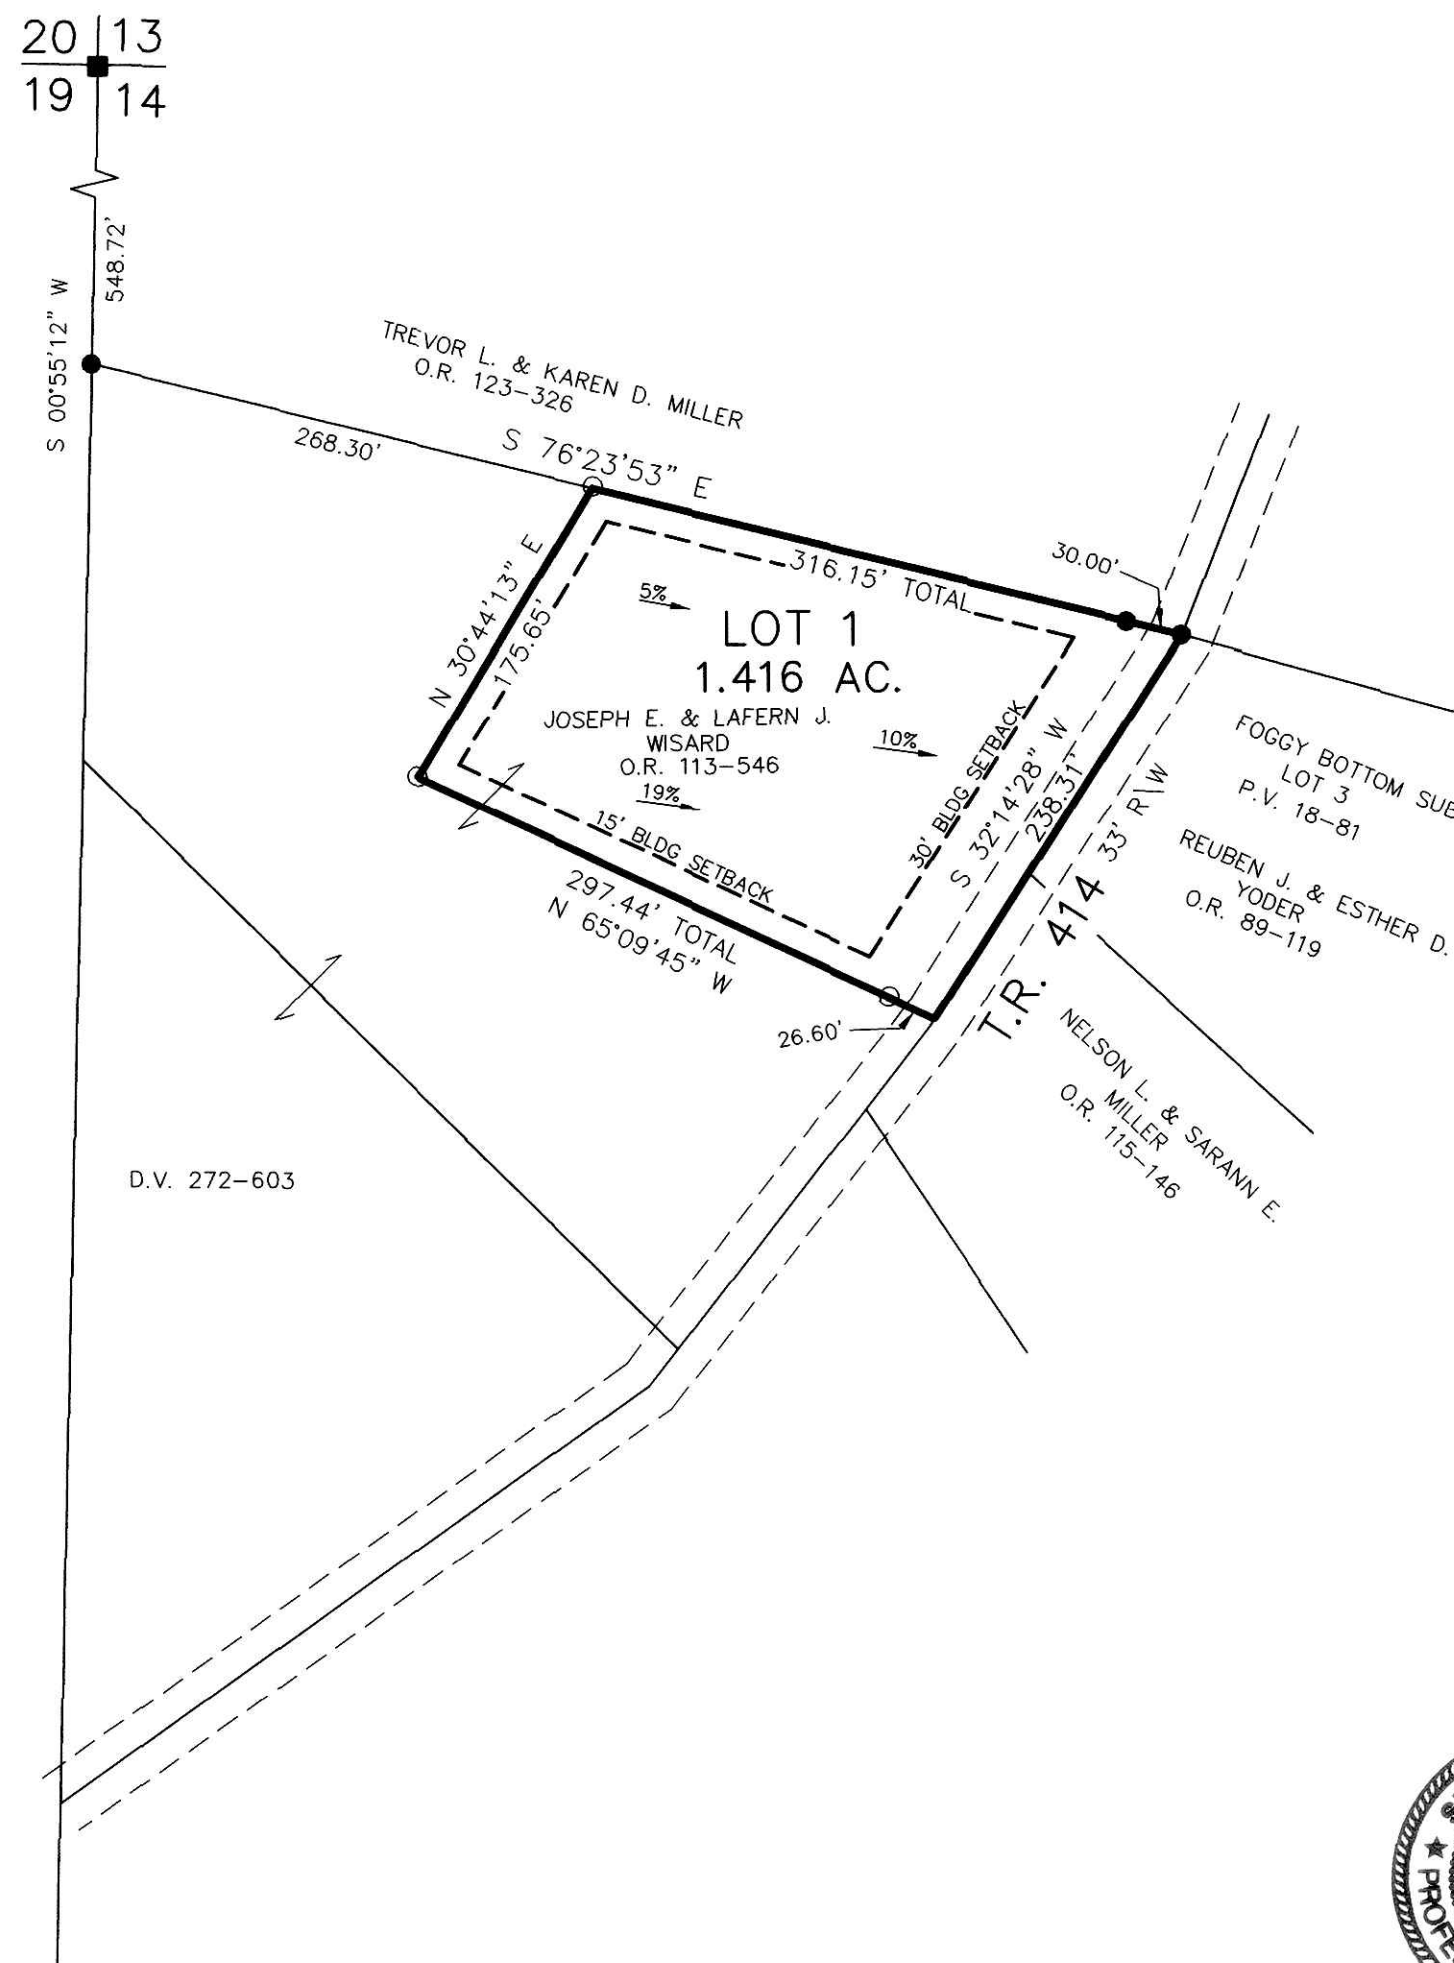 20 13
19 14
548.72'
S 00°55'12" W
TREVOR L. & KAREN D. MILLER
O.R. 123-326
268.30'
S 76°23'53" E
316.15' TOTAL
30.00'
N 30°44'13" E
175.65'
5%
LOT 1
1.416 AC.
JOSEPH E. & LAFERN J.
WISARD
O.R. 113-546
10%
19%
15' BLDG SETBACK
30' BLDG SETBACK
S 32°14'28" W
238.31'
297.44' TOTAL
N 65°09'45" W
26.60'
T.R. 414 33' R\W
FOGGY BOTTOM SUB
LOT 3
P.V. 18-81
REUBEN J. & ESTHER D.
YODER
O.R. 89-119
NELSON L. & SARANN E.
MILLER
O.R. 115-146
D.V. 272-603
★ PROFE